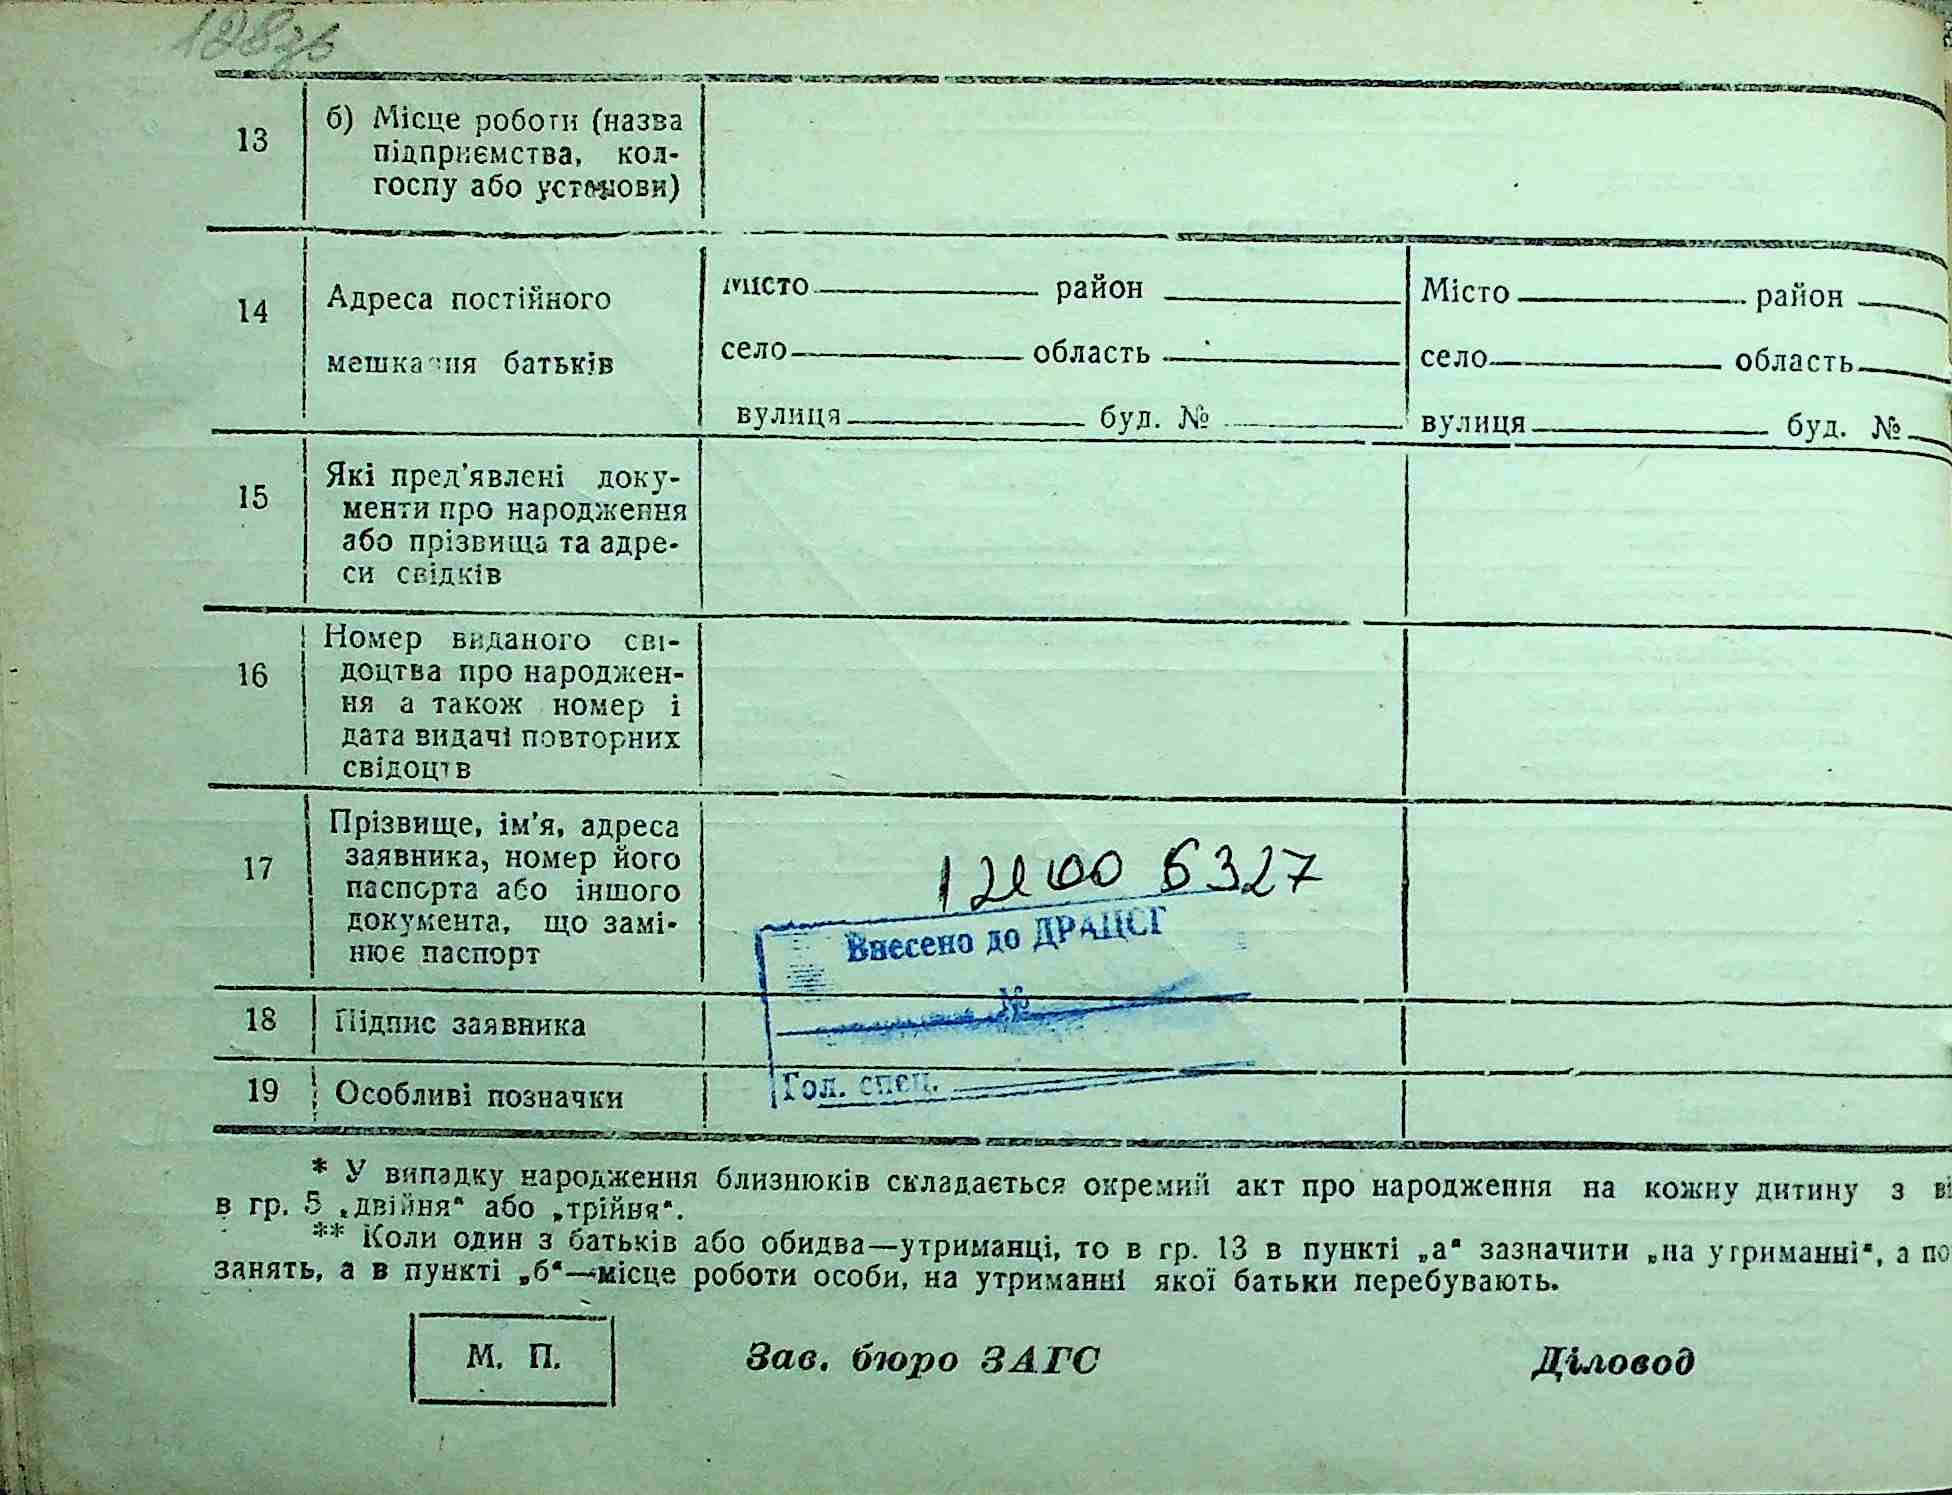 128зв
13 б) Місце роботи (назва
підприємства, кол-
госпу або установи)
14 Адреса постійного
мешкання батьків
місто район Місто район
село область село область
вулиця буд. № вулиця буд. №
15 Які пред'явлені доку-
менти про народження
або прізвища та адре-
си свідків
16 Номер виданого сві-
доцтва про народжен-
ня а також номер і
дата видачі повторних
свідоцтв
17 Прізвище, ім'я, адреса
заявника, номер його
паспорта або іншого
документа, що замі-
нює паспорт
6327
Внесено до ДРАЦСГ
№
Гол. спец.
18 Підпис заявника
19 Особливі позначки
* У випадку народження близнюків складається окремий акт про народження на кожну дитину з ві
в гр. 5 „двійня“ або „трійня“.
** Коли один з батьків або обидва—утриманці, то в гр. 13 в пункті „а“ зазначити „на утриманні“, а по
занять, а в пункті „б“—місце роботи особи, на утриманні якої батьки перебувають.
М. П. Зав. бюро ЗАГС Діловод